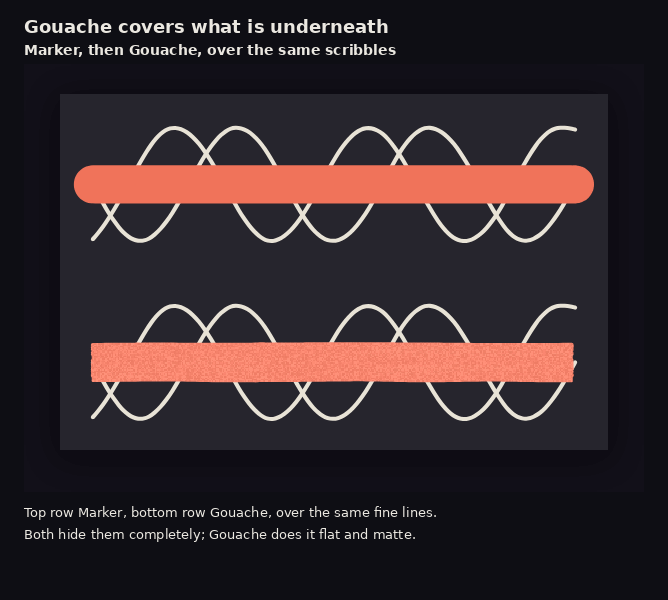 Gouache covers what is underneath
Marker, then Gouache, over the same scribbles
Top row Marker, bottom row Gouache, over the same fine lines.
Both hide them completely; Gouache does it flat and matte.